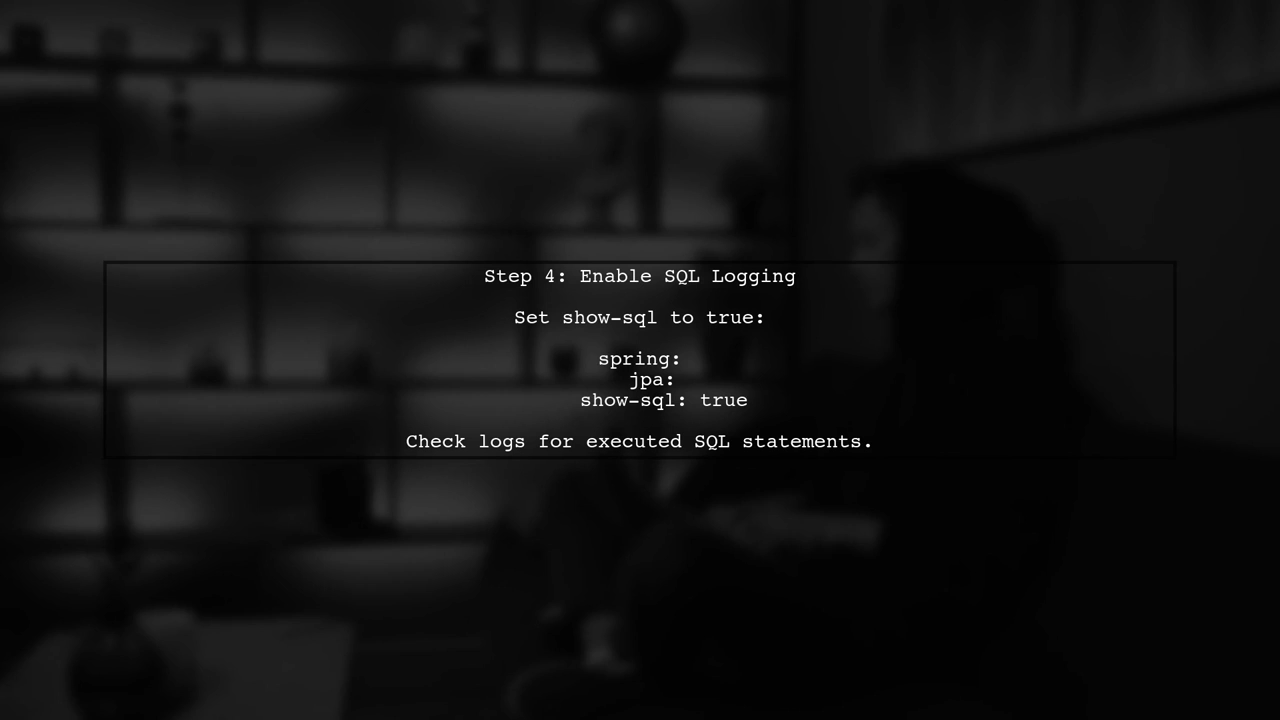 Step 4: Enable SQL Logging
Set show-sql to true:
spring:
jpa:
show-sql: true
Check logs for executed SQL statements.